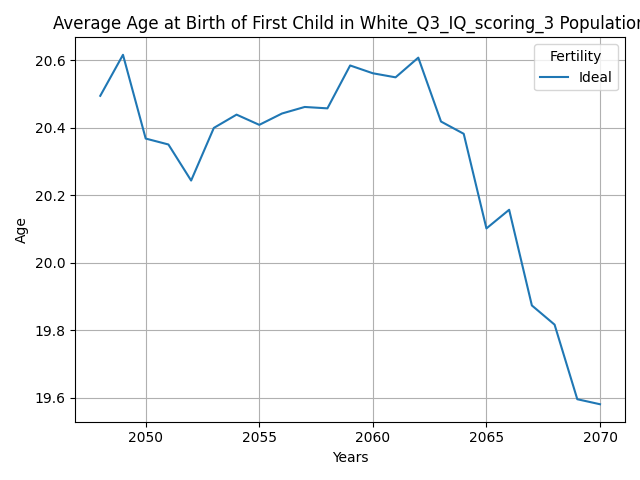 Average Age at Birth of First Child in White_Q3_IQ_scoring_3 Population
Fertility
Ideal
20.6
20.4
20.2
20.0
19.8
19.6
Age
2050 2055 2060 2065 2070
Years